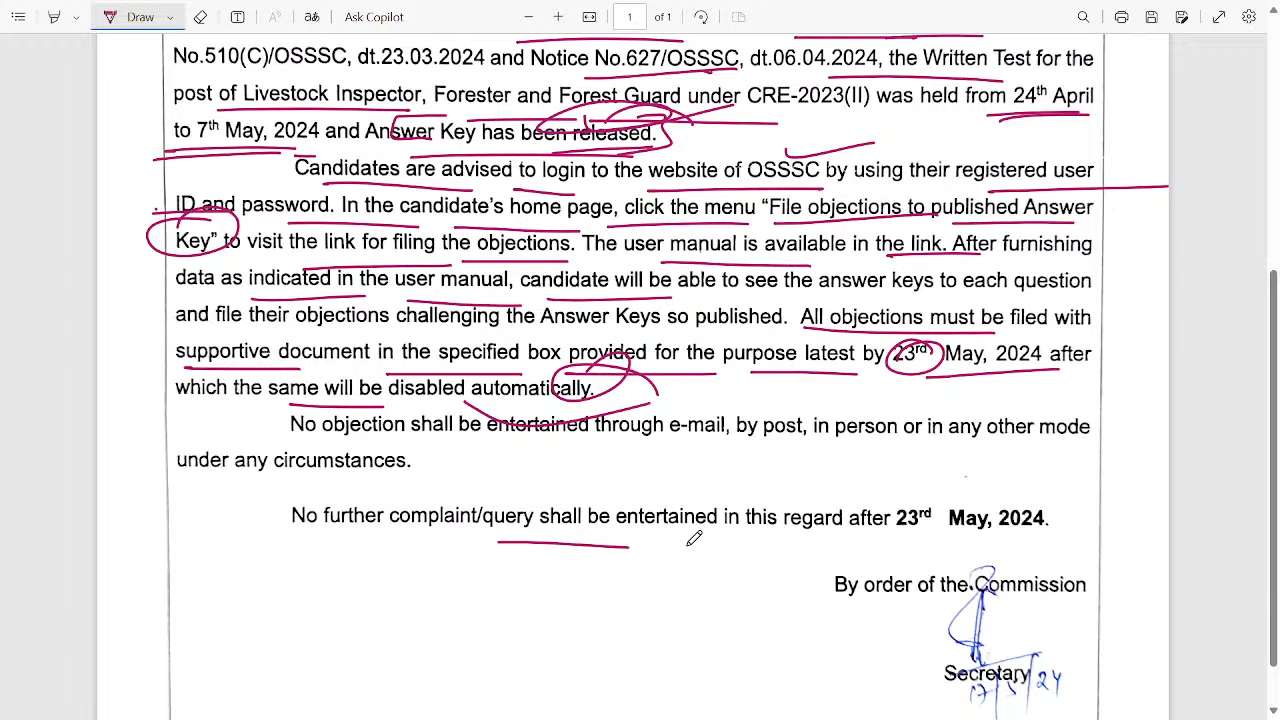 Draw
Ask Copilot
1
of 1
No.510(C)/OSSSC, dt.23.03.2024 and Notice No.627/OSSSC, dt.06.04.2024, the Written Test for the
post of Livestock Inspector, Forester and Forest Guard under CRE-2023(II) was held from 24th April
to 7th May, 2024 and Answer Key has been released.
Candidates are advised to login to the website of OSSSC by using their registered user
ID and password. In the candidate's home page, click the menu “File objections to published Answer
Key” to visit the link for filing the objections. The user manual is available in the link. After furnishing
data as indicated in the user manual, candidate will be able to see the answer keys to each question
and file their objections challenging the Answer Keys so published. All objections must be filed with
supportive document in the specified box provided for the purpose latest by 23rd May, 2024 after
which the same will be disabled automatically.
No objection shall be entertained through e-mail, by post, in person or in any other mode
under any circumstances.
No further complaint/query shall be entertained in this regard after 23rd May, 2024.
By order of the Commission
Secretary
17/5/24